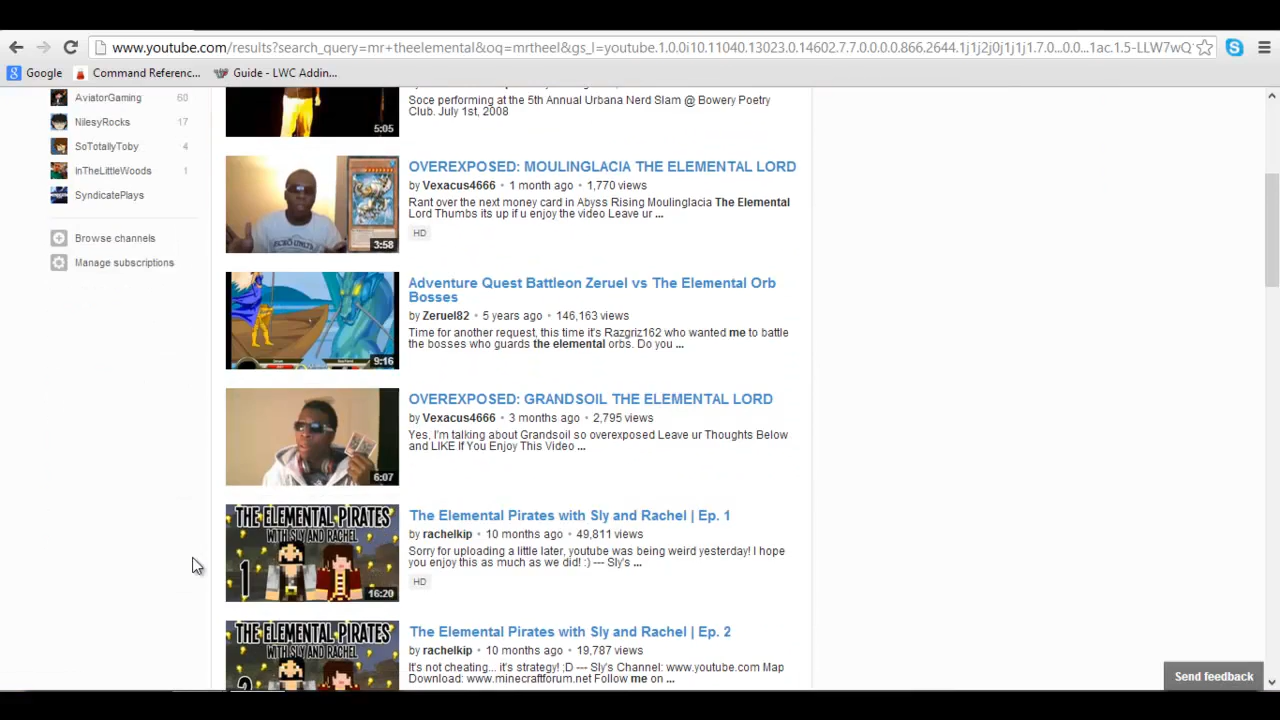 www.youtube.com/results?search_query=mr+theelemental&oq=mrtheel&gs_l=youtube.1.0.0i10.11040.13023.0.14602.7.7.0.0.0.0.866.2644.1j1j2j0j1j1j1.7.0...0.0...1ac.1.5-LLW7wQ
Google Command Referenc... Guide - LWC Addin...
AviatorGaming 60
NilesyRocks 17
SoTotallyToby 4
InTheLittleWoods 1
SyndicatePlays
Browse channels
Manage subscriptions
Soce performing at the 5th Annual Urbana Nerd Slam @ Bowery Poetry
Club. July 1st, 2008
5:05
OVEREXPOSED: MOULINGLACIA THE ELEMENTAL LORD
by Vexacus4666 • 1 month ago • 1,770 views
Rant over the next money card in Abyss Rising Moulinglacia The Elemental
Lord Thumbs its up if u enjoy the video Leave ur ...
HD
3:58
Adventure Quest Battleon Zeruel vs The Elemental Orb
Bosses
by Zeruel82 • 5 years ago • 146,163 views
Time for another request, this time it's Razgriz162 who wanted me to battle
the bosses who guards the elemental orbs. Do you ...
9:16
OVEREXPOSED: GRANDSOIL THE ELEMENTAL LORD
by Vexacus4666 • 3 months ago • 2,795 views
Yes, I'm talking about Grandsoil so overexposed Leave ur Thoughts Below
and LIKE If You Enjoy This Video ...
6:07
THE ELEMENTAL PIRATES
WITH SLY AND RACHEL
1
16:20
The Elemental Pirates with Sly and Rachel | Ep. 1
by rachelkip • 10 months ago • 49,811 views
Sorry for uploading a little later, youtube was being weird yesterday! I hope
you enjoy this as much as we did! :) --- Sly's ...
HD
THE ELEMENTAL PIRATES
WITH SLY AND RACHEL
2
The Elemental Pirates with Sly and Rachel | Ep. 2
by rachelkip • 10 months ago • 19,787 views
It's not cheating... it's strategy! ;D --- Sly's Channel: www.youtube.com Map
Download: www.minecraftforum.net Follow me on ...
Send feedback